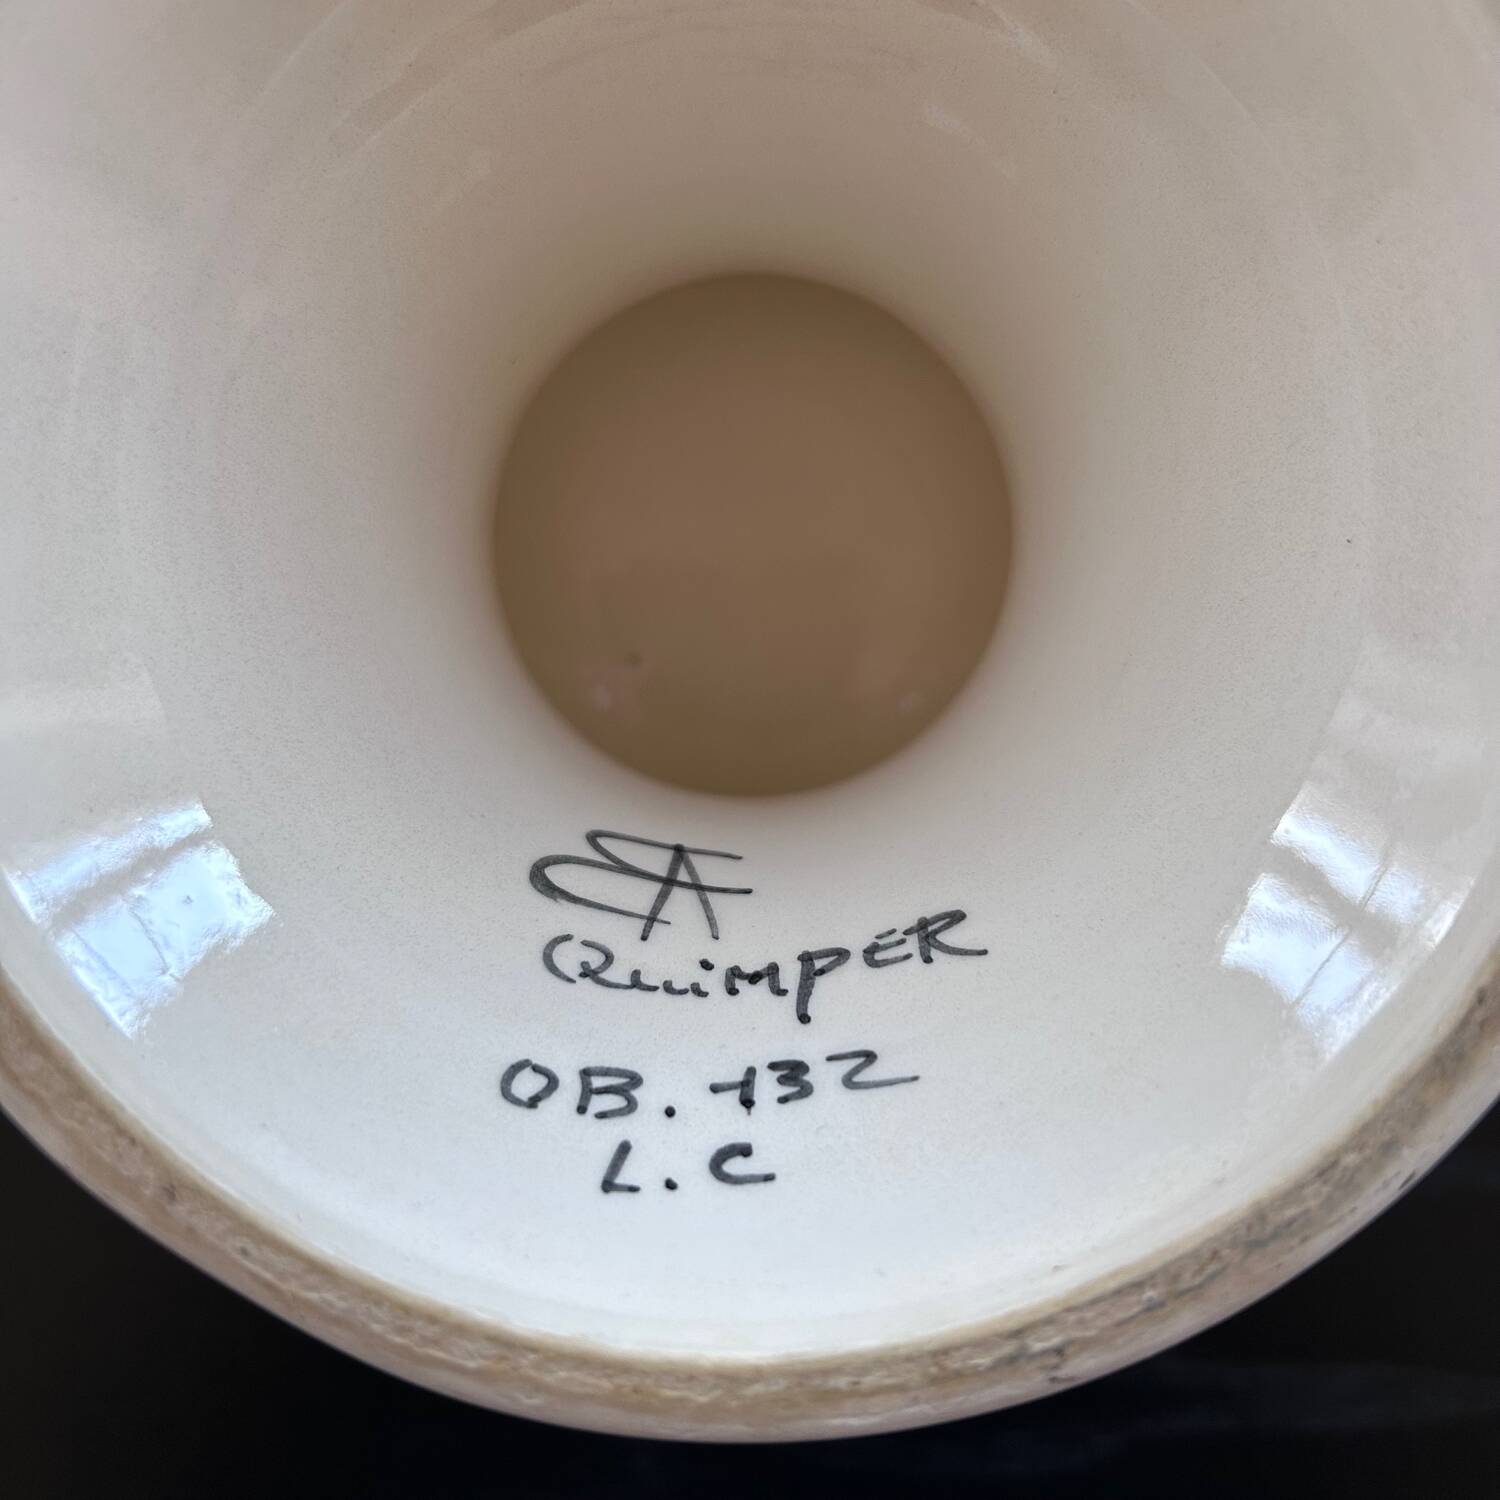 QuimPER
OB. 132
L.C